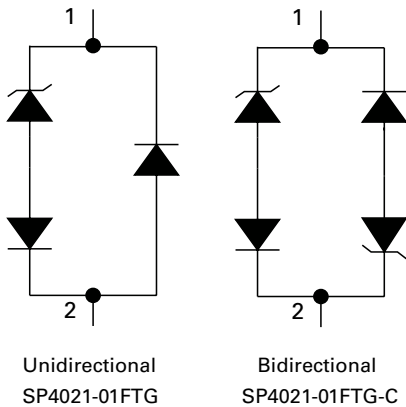 1
1
2
2
Unidirectional
Bidirectional
SP4021-01FTG
SP4021-01FTG-C